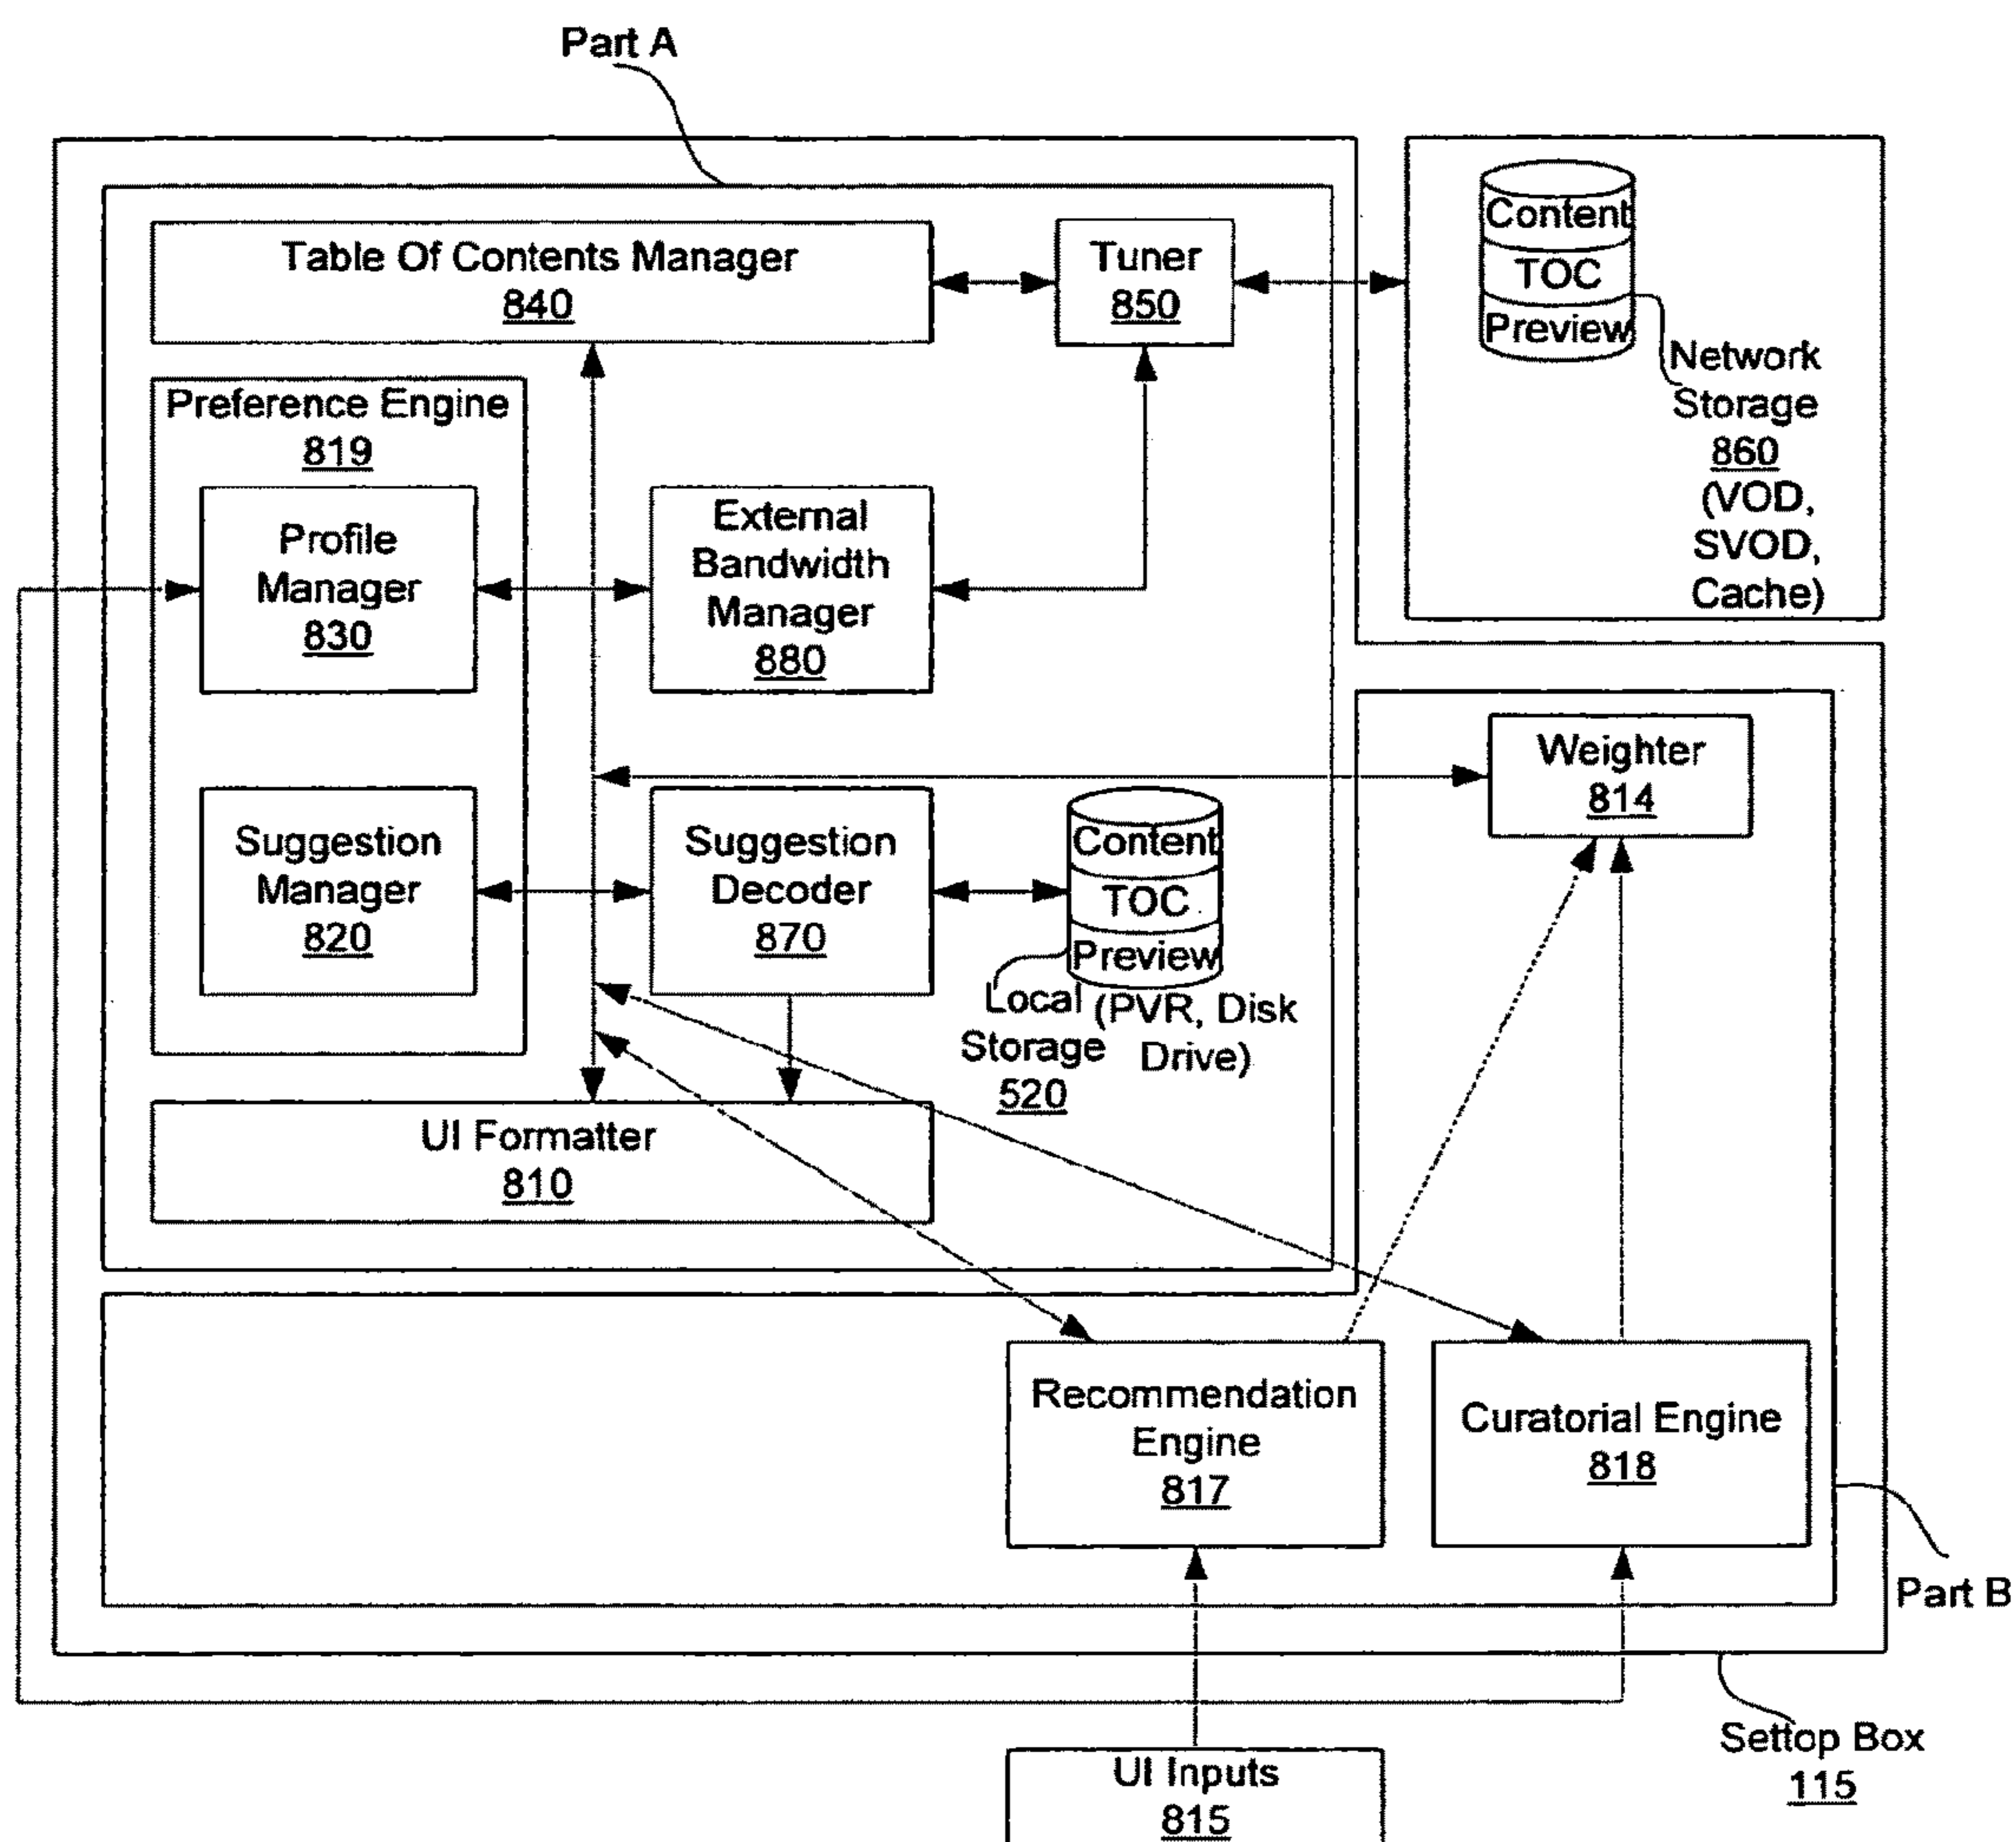 Part A
Table Of Contents Manager
840
Tuner
850
Content
TOC
Preview
Network
Storage
860
(VOD,
SVOD,
Cache)
Preference Engine
819
Profile
Manager
830
External
Bandwidth
Manager
880
Weighter
814
Suggestion
Manager
820
Suggestion
Decoder
870
Content
TOC
Preview
Local
Storage
520
(PVR, Disk
Drive)
UI Formatter
810
Recommendation
Engine
817
Curatorial Engine
818
Part B
Settop Box
115
UI Inputs
815